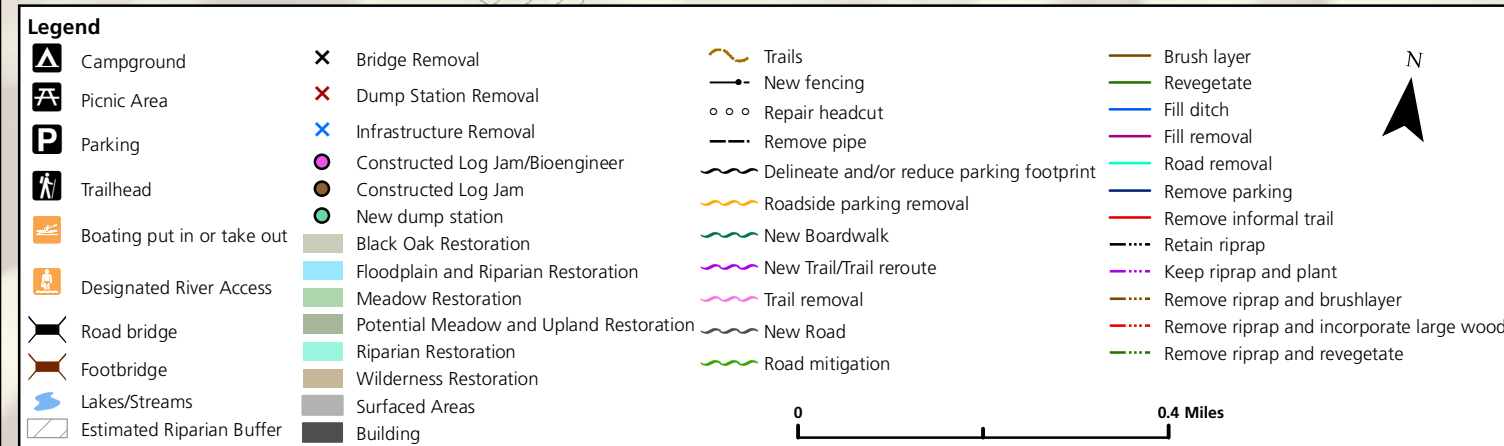 Legend
Campground
Picnic Area
P
Parking
Trailhead
Boating put in or take out
Designated River Access
Road bridge
Footbridge
Lakes/Streams
Estimated Riparian Buffer
Bridge Removal
Dump Station Removal
Infrastructure Removal
Constructed Log Jam/Bioengineer
Constructed Log Jam
New dump station
Black Oak Restoration
Floodplain and Riparian Restoration
Meadow Restoration
Potential Meadow and Upland Restoration
Riparian Restoration
Wilderness Restoration
Surfaced Areas
Building
Trails
New fencing
Repair headcut
Remove pipe
Delineate and/or reduce parking footprint
Roadside parking removal
New Boardwalk
New Trail/Trail reroute
Trail removal
New Road
Road mitigation
0 0.4 Miles
Brush layer
Revegetate
Fill ditch
Fill removal
Road removal
Remove parking
Remove informal trail
Retain riprap
Keep riprap and plant
Remove riprap and brushlayer
Remove riprap and incorporate large wood
Remove riprap and revegetate
N